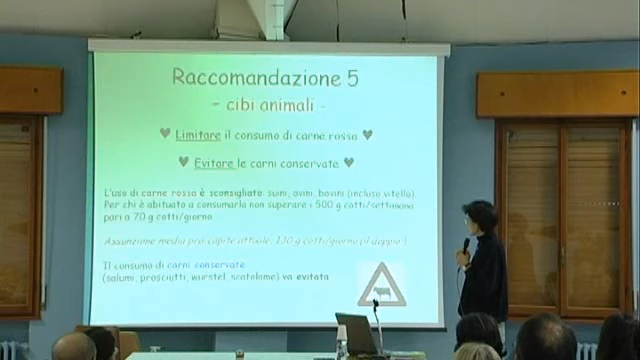 Raccomandazione 5
- cibi animali -
♥ Limitare il consumo di carne rossa ♥
♥ Evitare le carni conservate ♥
L'uso di carne rossa è sconsigliato: suini, ovini, bovini (incluso vitello).
Per chi è abituato a consumarla non superare i 500 g cotti/settimana
pari a 70 g cotti/giorno
Assunzione media pro capite attuale: 130 g cotti/giorno (il doppio!)
Il consumo di carni conservate
(salumi, prosciutti, wurstel, scatolame) va evitata